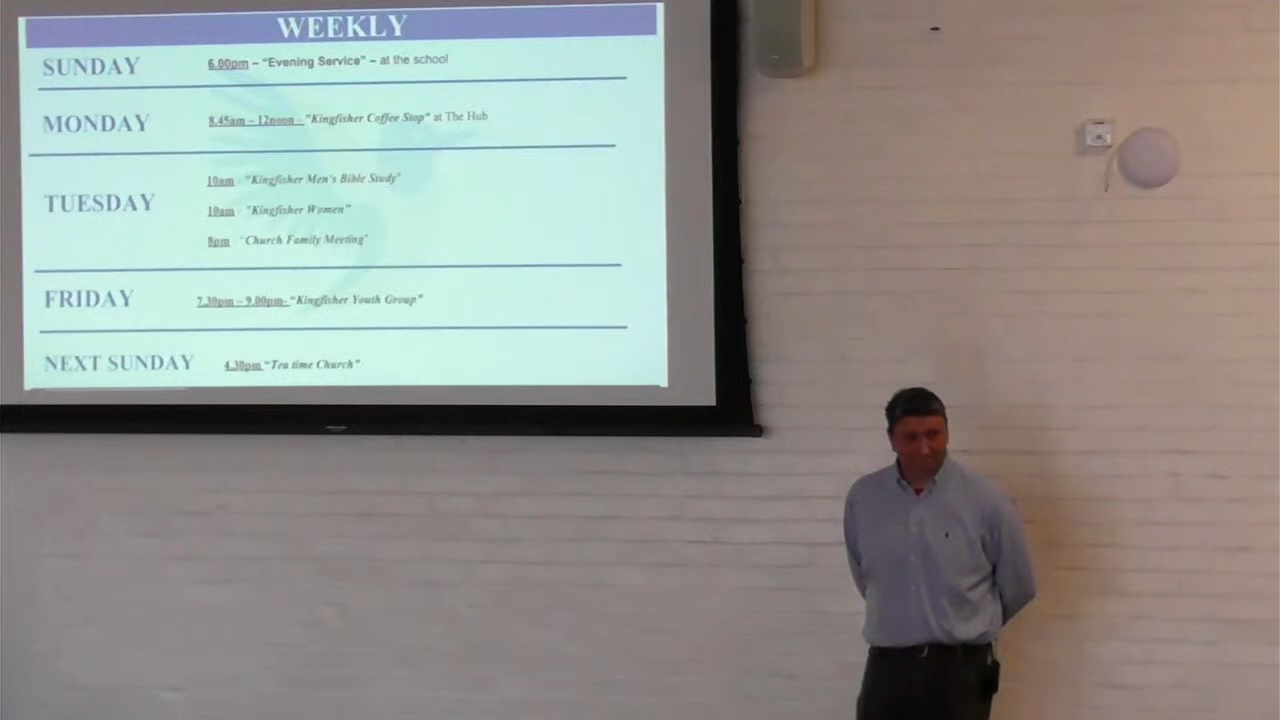 WEEKLY
SUNDAY 6.00pm – "Evening Service" – at the school
MONDAY 8.45am – 12noon - "Kingfisher Coffee Stop" at The Hub
10am - "Kingfisher Men's Bible Study"
TUESDAY 10am - "Kingfisher Women"
8pm - "Church Family Meeting"
FRIDAY 7.30pm – 9.00pm- "Kingfisher Youth Group"
NEXT SUNDAY 4.30pm "Tea time Church"